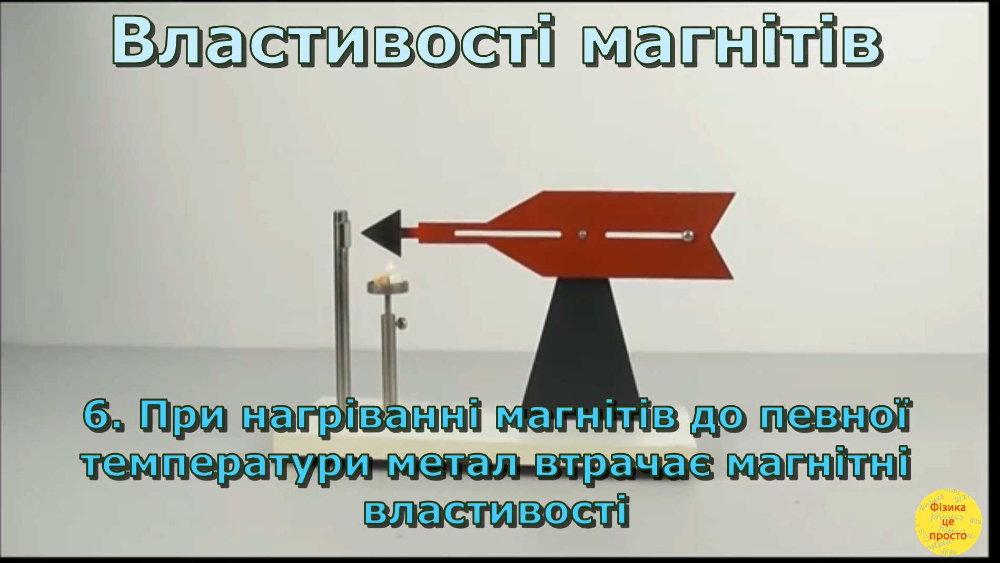 Властивості магнітів
6. При нагріванні магнітів до певної
температури метал втрачає магнітні
властивості
Фізика
це
просто